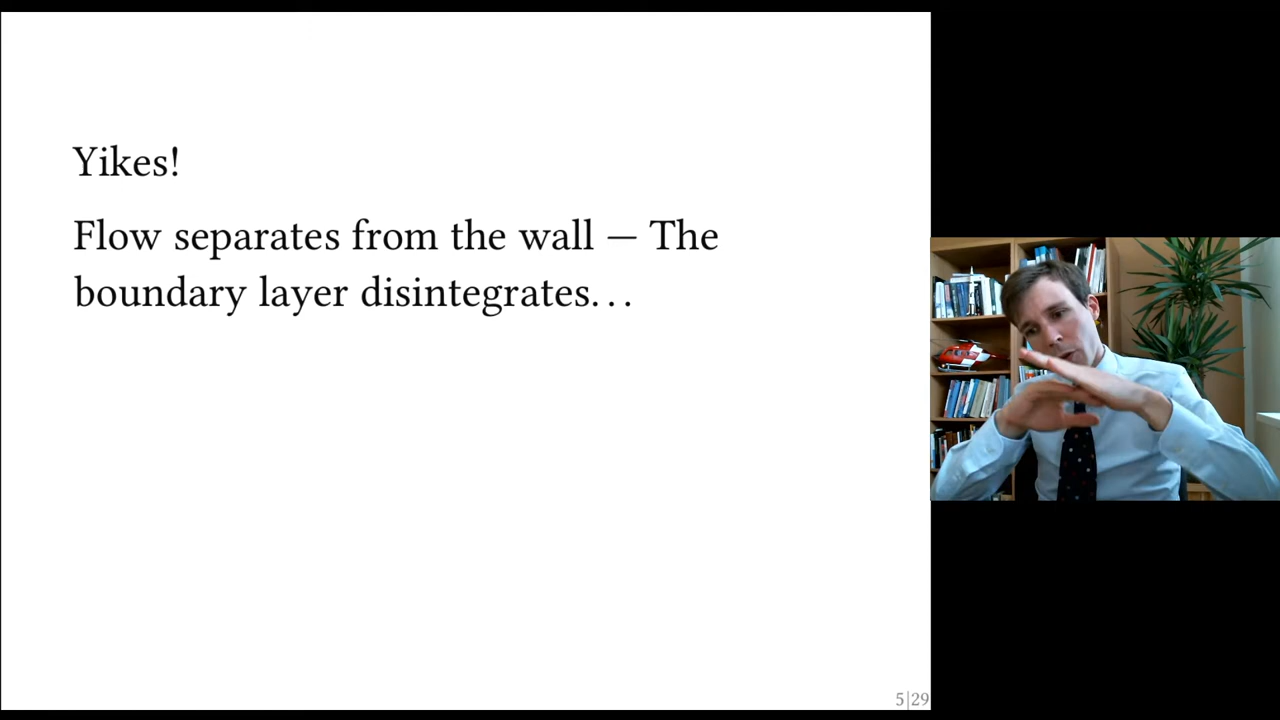 Yikes!
Flow separates from the wall — The
boundary layer disintegrates...
5|29